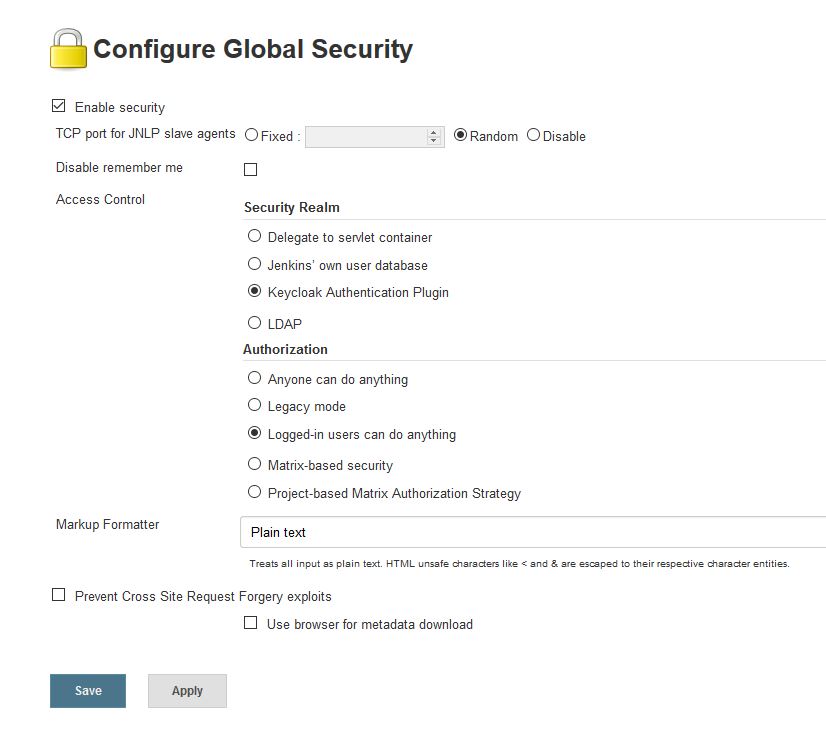 Configure Global Security
Enable security
TCP port for JNLP slave agents Fixed : Random Disable
Disable remember me
Access Control
Security Realm
Delegate to servlet container
Jenkins' own user database
Keycloak Authentication Plugin
LDAP
Authorization
Anyone can do anything
Legacy mode
Logged-in users can do anything
Matrix-based security
Project-based Matrix Authorization Strategy
Markup Formatter
Plain text
Treats all input as plain text. HTML unsafe characters like < and & are escaped to their respective character entities.
Prevent Cross Site Request Forgery exploits
Use browser for metadata download
Save Apply